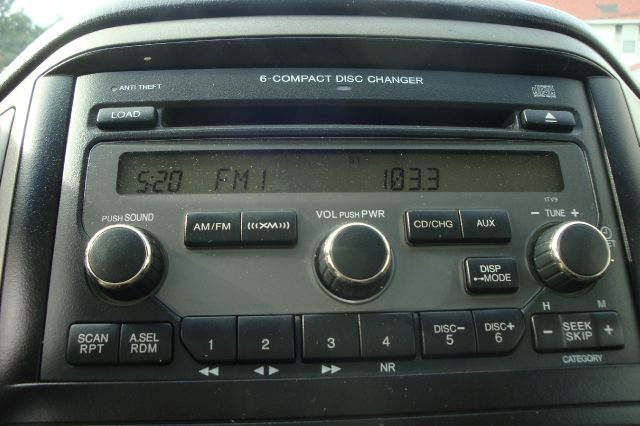 6-COMPACT DISC CHANGER
ANTI THEFT
LOAD
ST
5:20 FM1 103.3
1TV9
PUSH SOUND
AM/FM
((XM))
VOL PUSH PWR
CD/CHG
AUX
- TUNE +
DISP
MODE
H M
SCAN
RPT
A.SEL
RDM
1
2
3
4
NR
DISC-
5
DISC+
6
- SEEK
SKIP +
CATEGORY